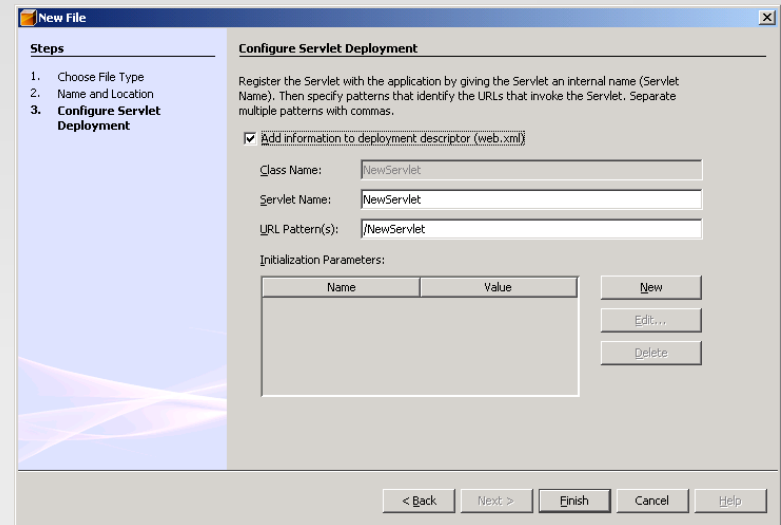 New File
Steps
1. Choose File Type
2. Name and Location
3. Configure Servlet
Deployment
Configure Servlet Deployment
Register the Servlet with the application by giving the Servlet an internal name (Servlet
Name). Then specify patterns that identify the URLs that invoke the Servlet. Separate
multiple patterns with commas.
Add information to deployment descriptor (web.xml)
Class Name: NewServlet
Servlet Name: NewServlet
URL Pattern(s): /NewServlet
Initialization Parameters:
Name Value
New
Edit...
Delete
< Back Next > Finish Cancel Help